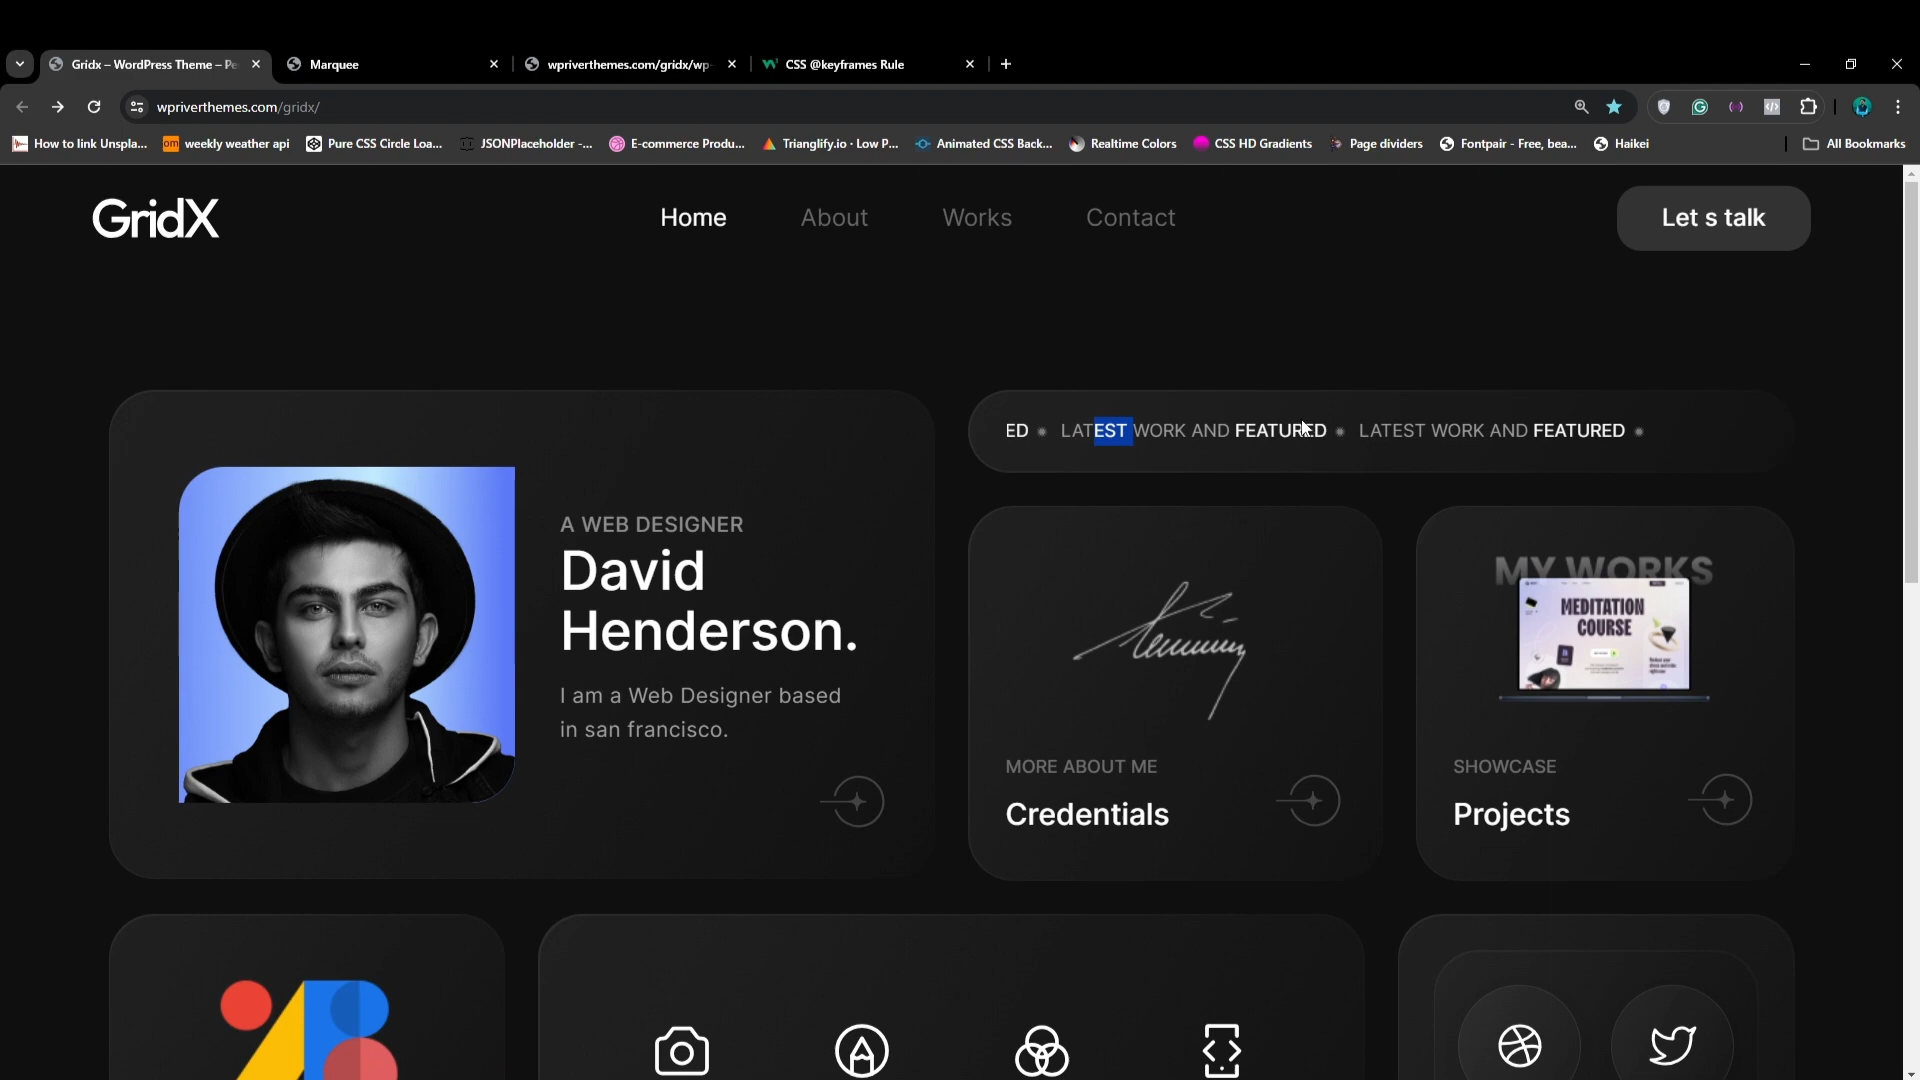 Gridx – WordPress Theme – Pe
Marquee
wpriverthemes.com/gridx/wp-
CSS @keyframes Rule
wpriverthemes.com/gridx/
How to link Unspla...
weekly weather api
Pure CSS Circle Loa...
JSONPlaceholder -...
E-commerce Produ...
Trianglify.io · Low P...
Animated CSS Back...
Realtime Colors
CSS HD Gradients
Page dividers
Fontpair - Free, bea...
Haikei
All Bookmarks
GridX
Home
About
Works
Contact
Let s talk
ED • LATEST WORK AND FEATURED • LATEST WORK AND FEATURED •
A WEB DESIGNER
David
Henderson.
I am a Web Designer based
in san francisco.
MORE ABOUT ME
Credentials
MY WORKS
MEDITATION
COURSE
SHOWCASE
Projects